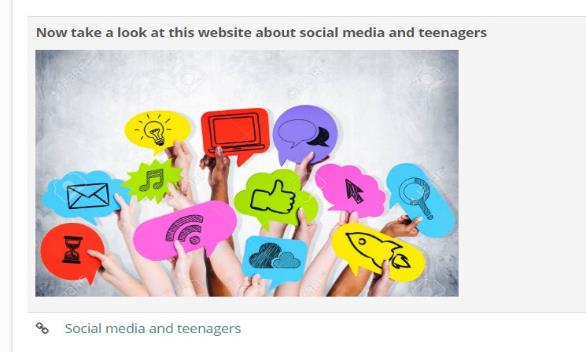 Now take a look at this website about social media and teenagers
Social media and teenagers